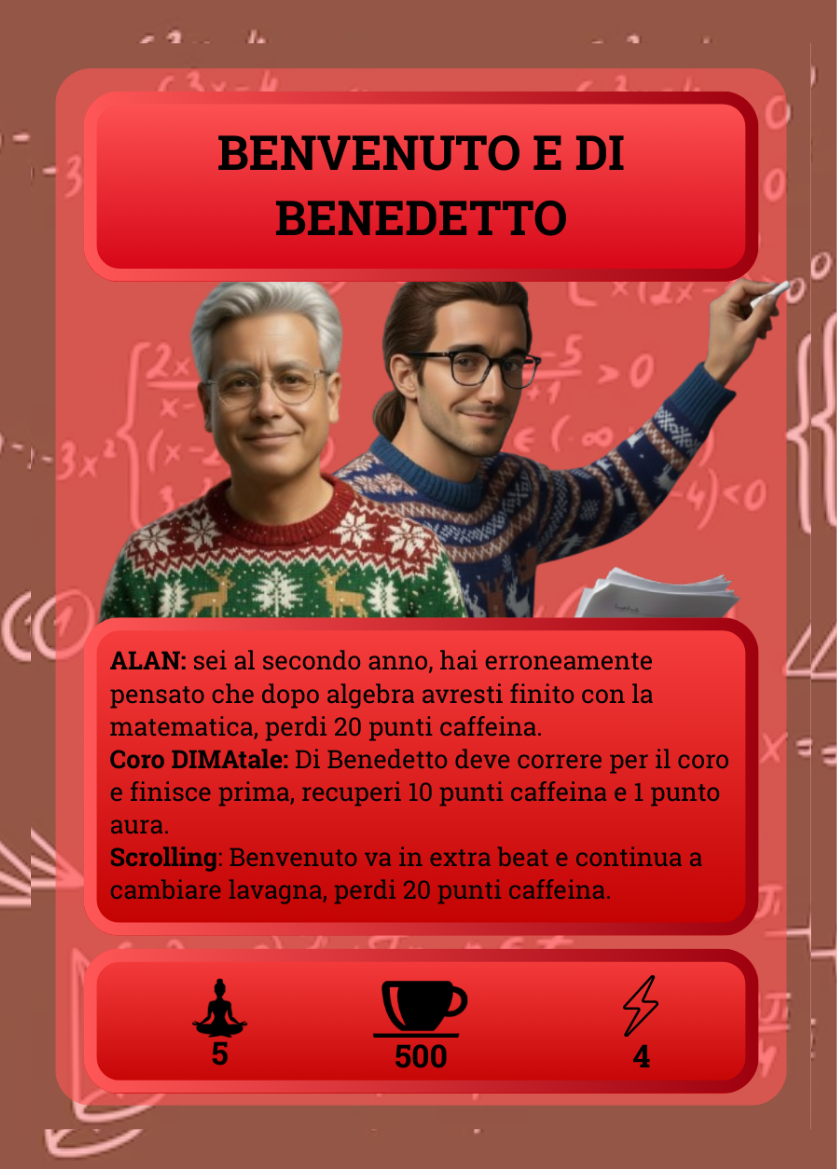 BENVENUTO E DI
BENEDETTO
ALAN: sei al secondo anno, hai erroneamente
pensato che dopo algebra avresti finito con la
matematica, perdi 20 punti caffeina.
Coro DIMAtale: Di Benedetto deve correre per il coro
e finisce prima, recuperi 10 punti caffeina e 1 punto
aura.
Scrolling: Benvenuto va in extra beat e continua a
cambiare lavagna, perdi 20 punti caffeina.
5
500
4